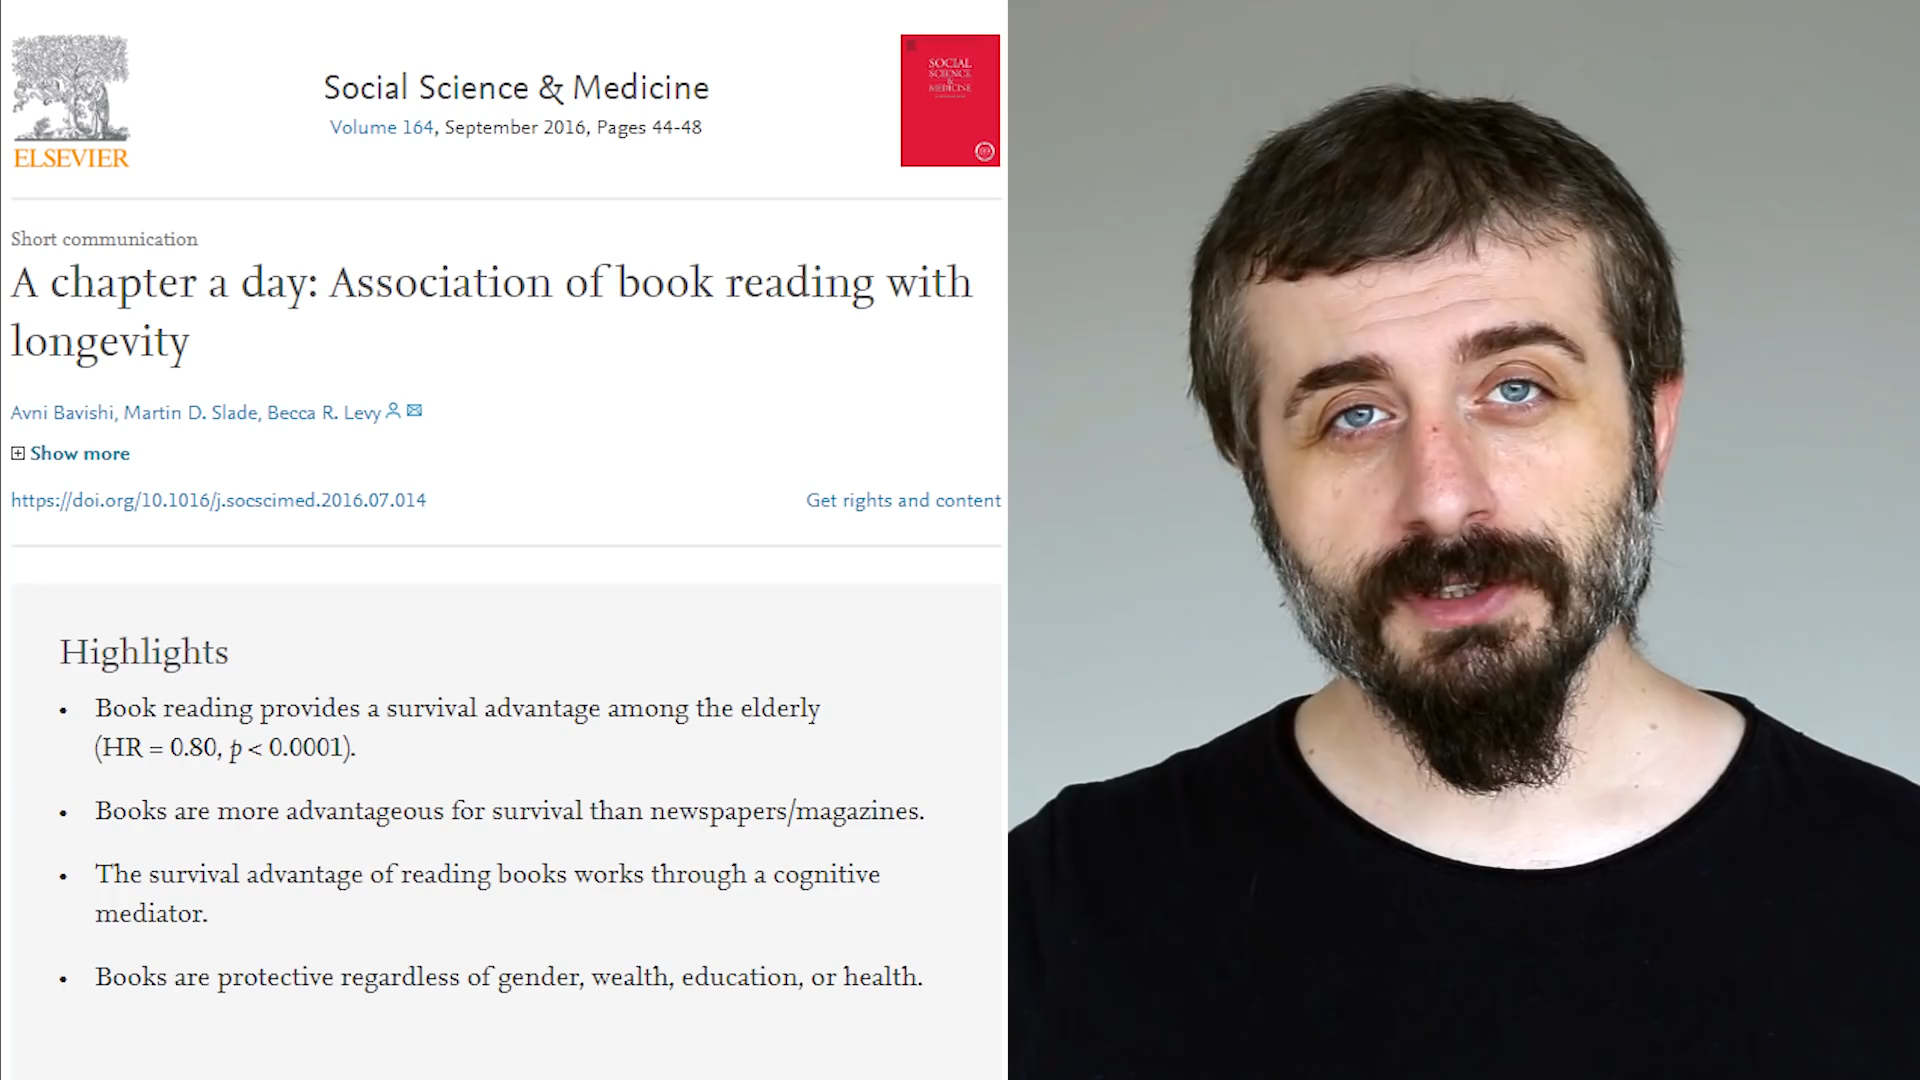 ELSEVIER
Social Science & Medicine
Volume 164, September 2016, Pages 44-48
SOCIAL
SCIENCE
&
MEDICINE
Short communication
A chapter a day: Association of book reading with
longevity
Avni Bavishi, Martin D. Slade, Becca R. Levy
Show more
https://doi.org/10.1016/j.socscimed.2016.07.014
Get rights and content
Highlights
• Book reading provides a survival advantage among the elderly
(HR = 0.80, p < 0.0001).
• Books are more advantageous for survival than newspapers/magazines.
• The survival advantage of reading books works through a cognitive
mediator.
• Books are protective regardless of gender, wealth, education, or health.